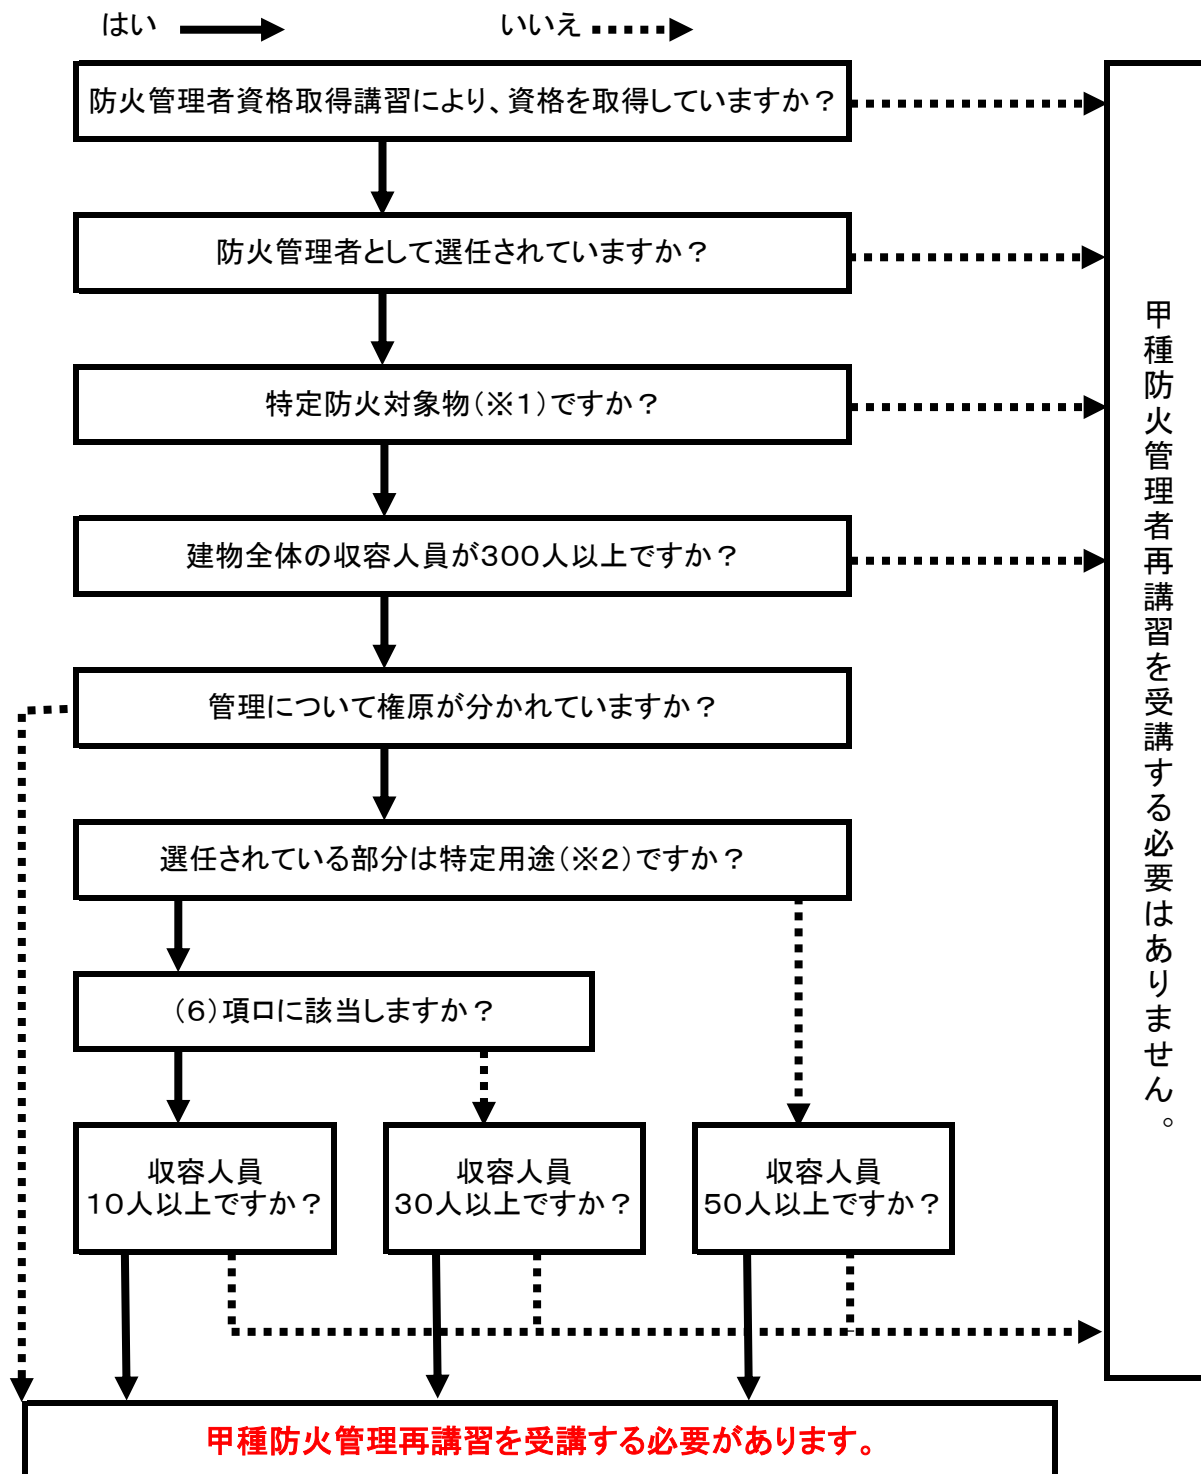 はい
いいえ
防火管理者資格取得講習により、資格を取得していますか？
防火管理者として選任されていますか？
特定防火対象物（※１）ですか？
建物全体の収容人員が３００人以上ですか？
管理について権原が分かれていますか？
選任されている部分は特定用途（※２）ですか？
（６）項ロに該当しますか？
収容人員
１０人以上ですか？
収容人員
３０人以上ですか？
収容人員
５０人以上ですか？
甲種防火管理者再講習を受講する必要はありません。
甲種防火管理再講習を受講する必要があります。